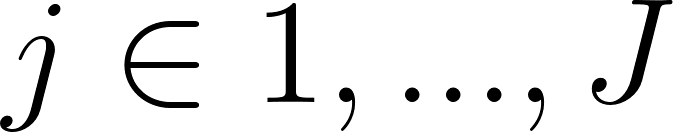 j ∈ 1, ...., J